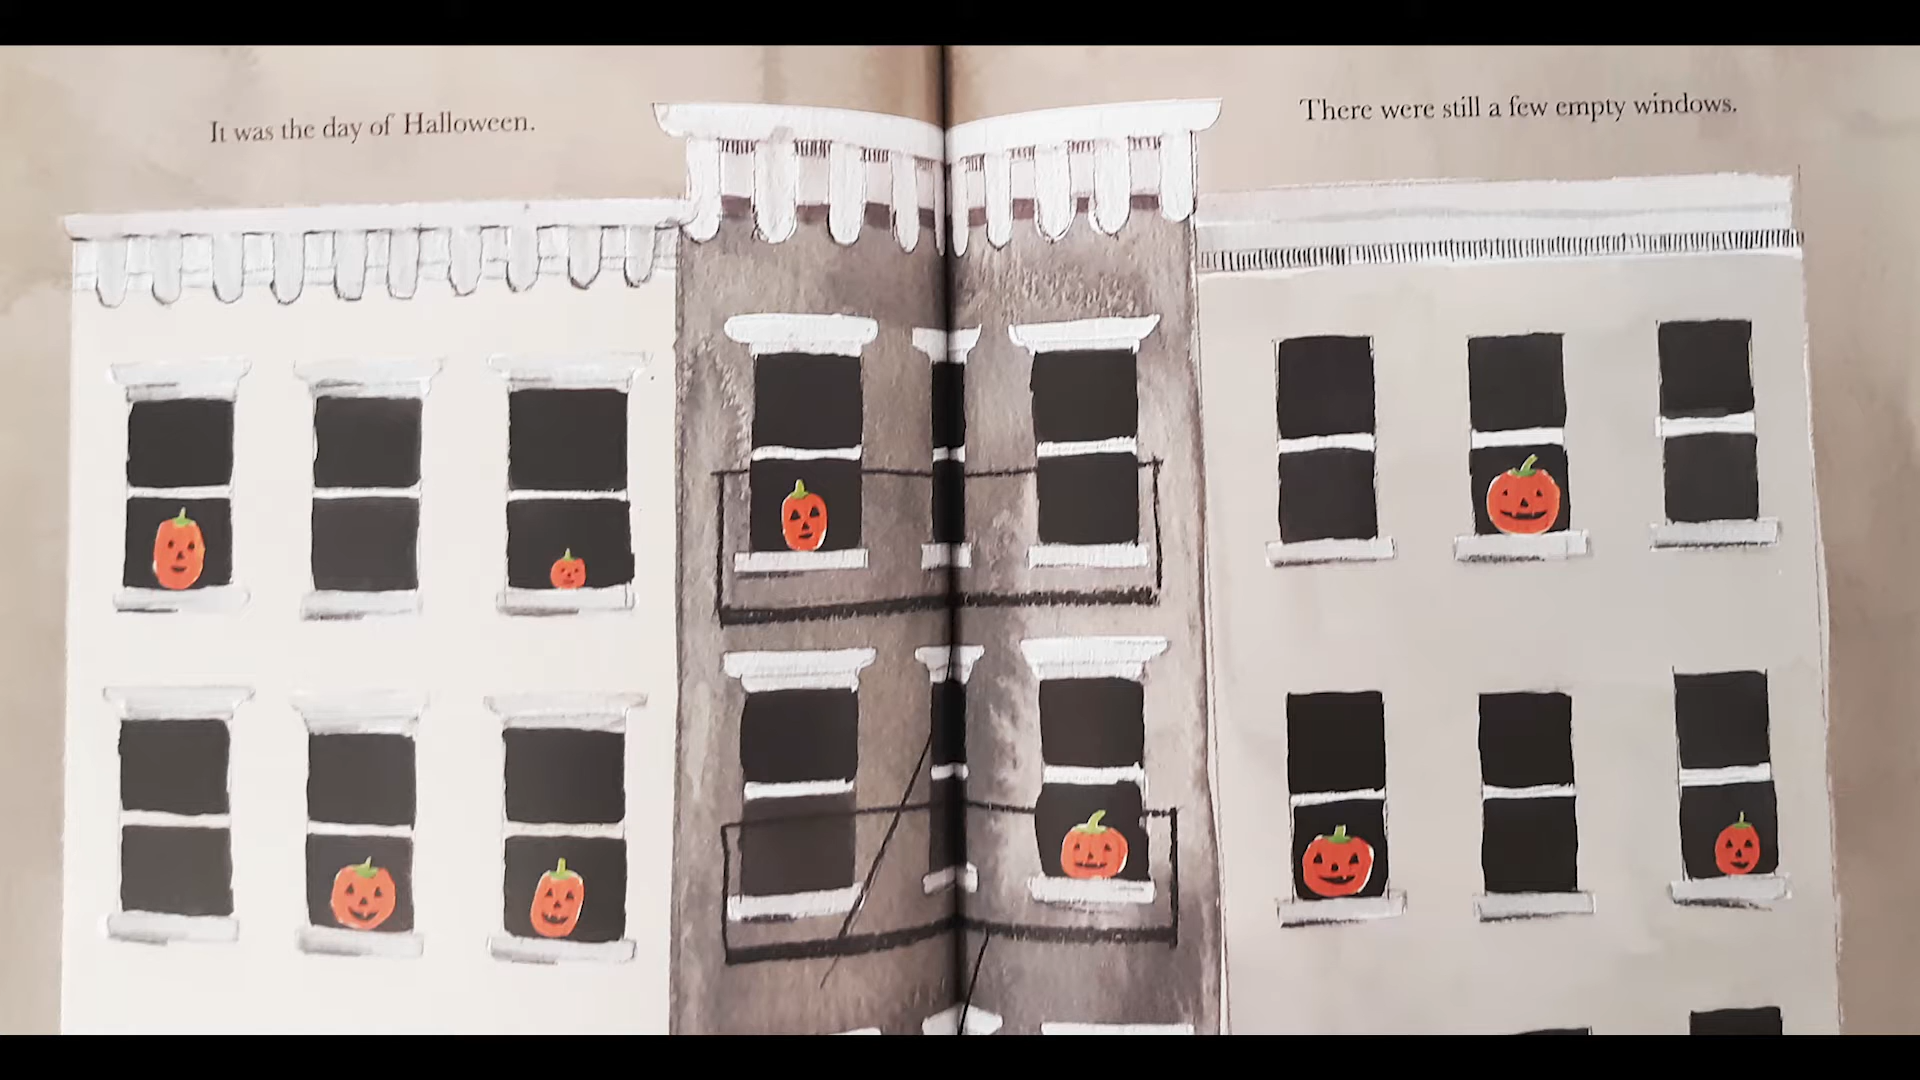 It was the day of Halloween.
There were still a few empty windows.